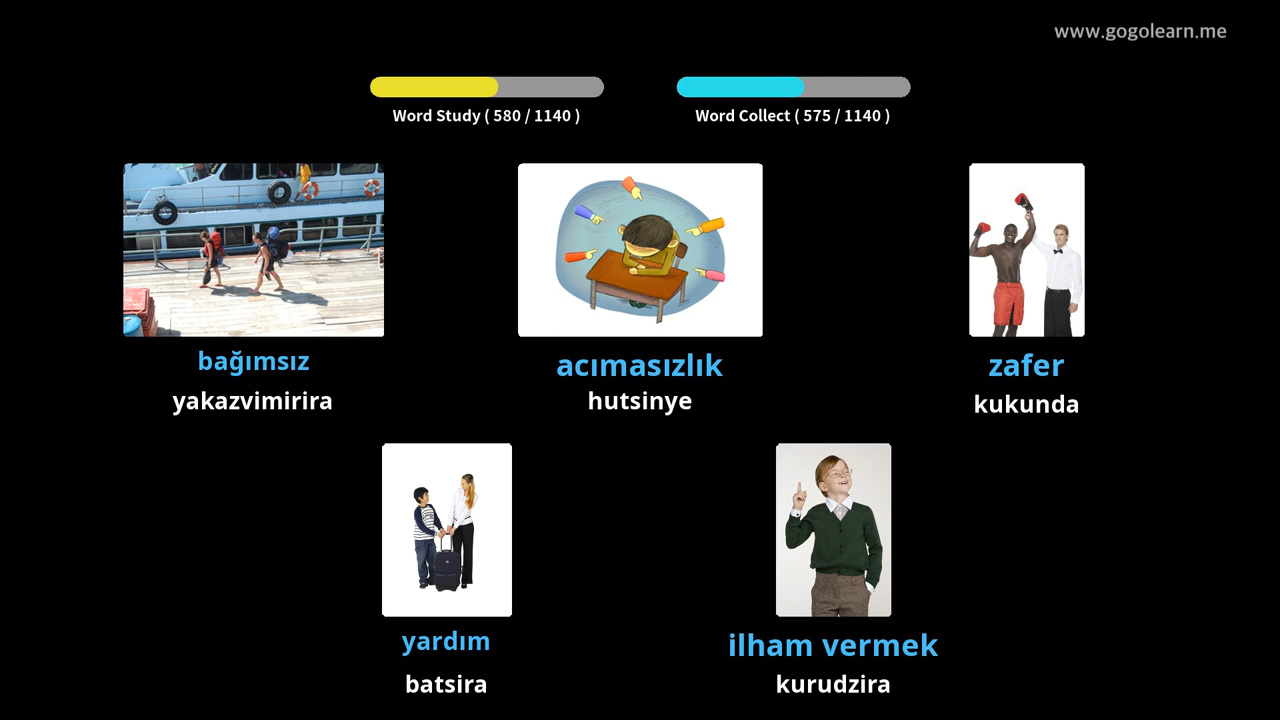 www.gogolearn.me
Word Study ( 580 / 1140 )
Word Collect ( 575 / 1140 )
bağımsız
yakazvimirira
acımasızlık
hutsinye
zafer
kukunda
yardım
batsira
ilham vermek
kurudzira